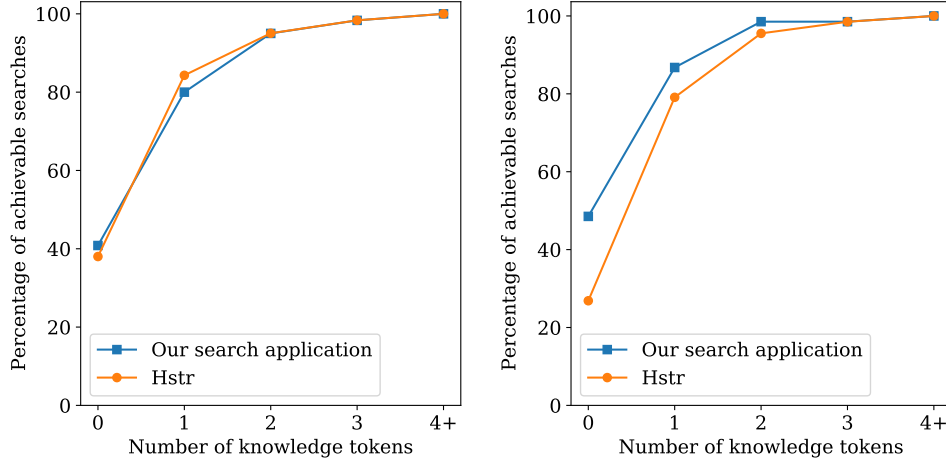 100
80
60
40
20
0
Percentage of achievable searches
Our search application
Hstr
0 1 2 3 4+
Number of knowledge tokens
100
80
60
40
20
0
Percentage of achievable searches
Our search application
Hstr
0 1 2 3 4+
Number of knowledge tokens